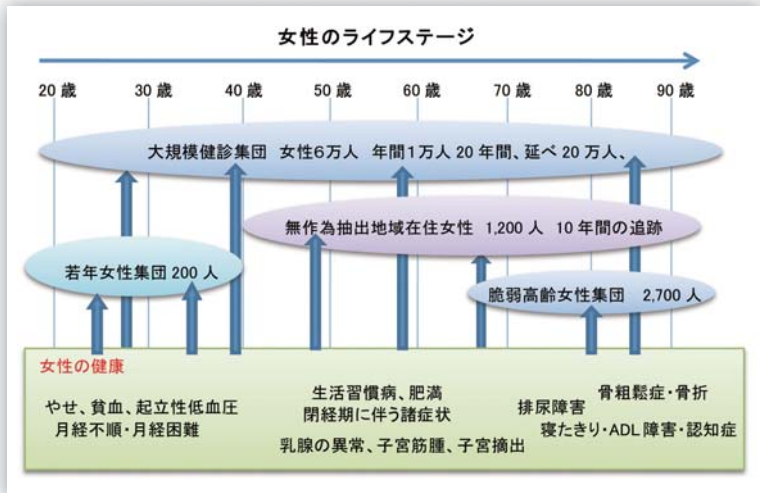 女性のライフステージ
20歳 30歳 40歳 50歳 60歳 70歳 80歳 90歳
大規模健診集団 女性6万人 年間1万人20年間、延べ20万人、
無作為抽出地域在住女性 1,200人 10年間の追跡
若年女性集団200人
脆弱高齢女性集団 2,700人
女性の健康
やせ、貧血、起立性低血圧
月経不順・月経困難
生活習慣病、肥満
閉経期に伴う諸症状
乳腺の異常、子宮筋腫、子宮摘出
骨粗鬆症・骨折
排尿障害
寝たきり・ADL障害・認知症